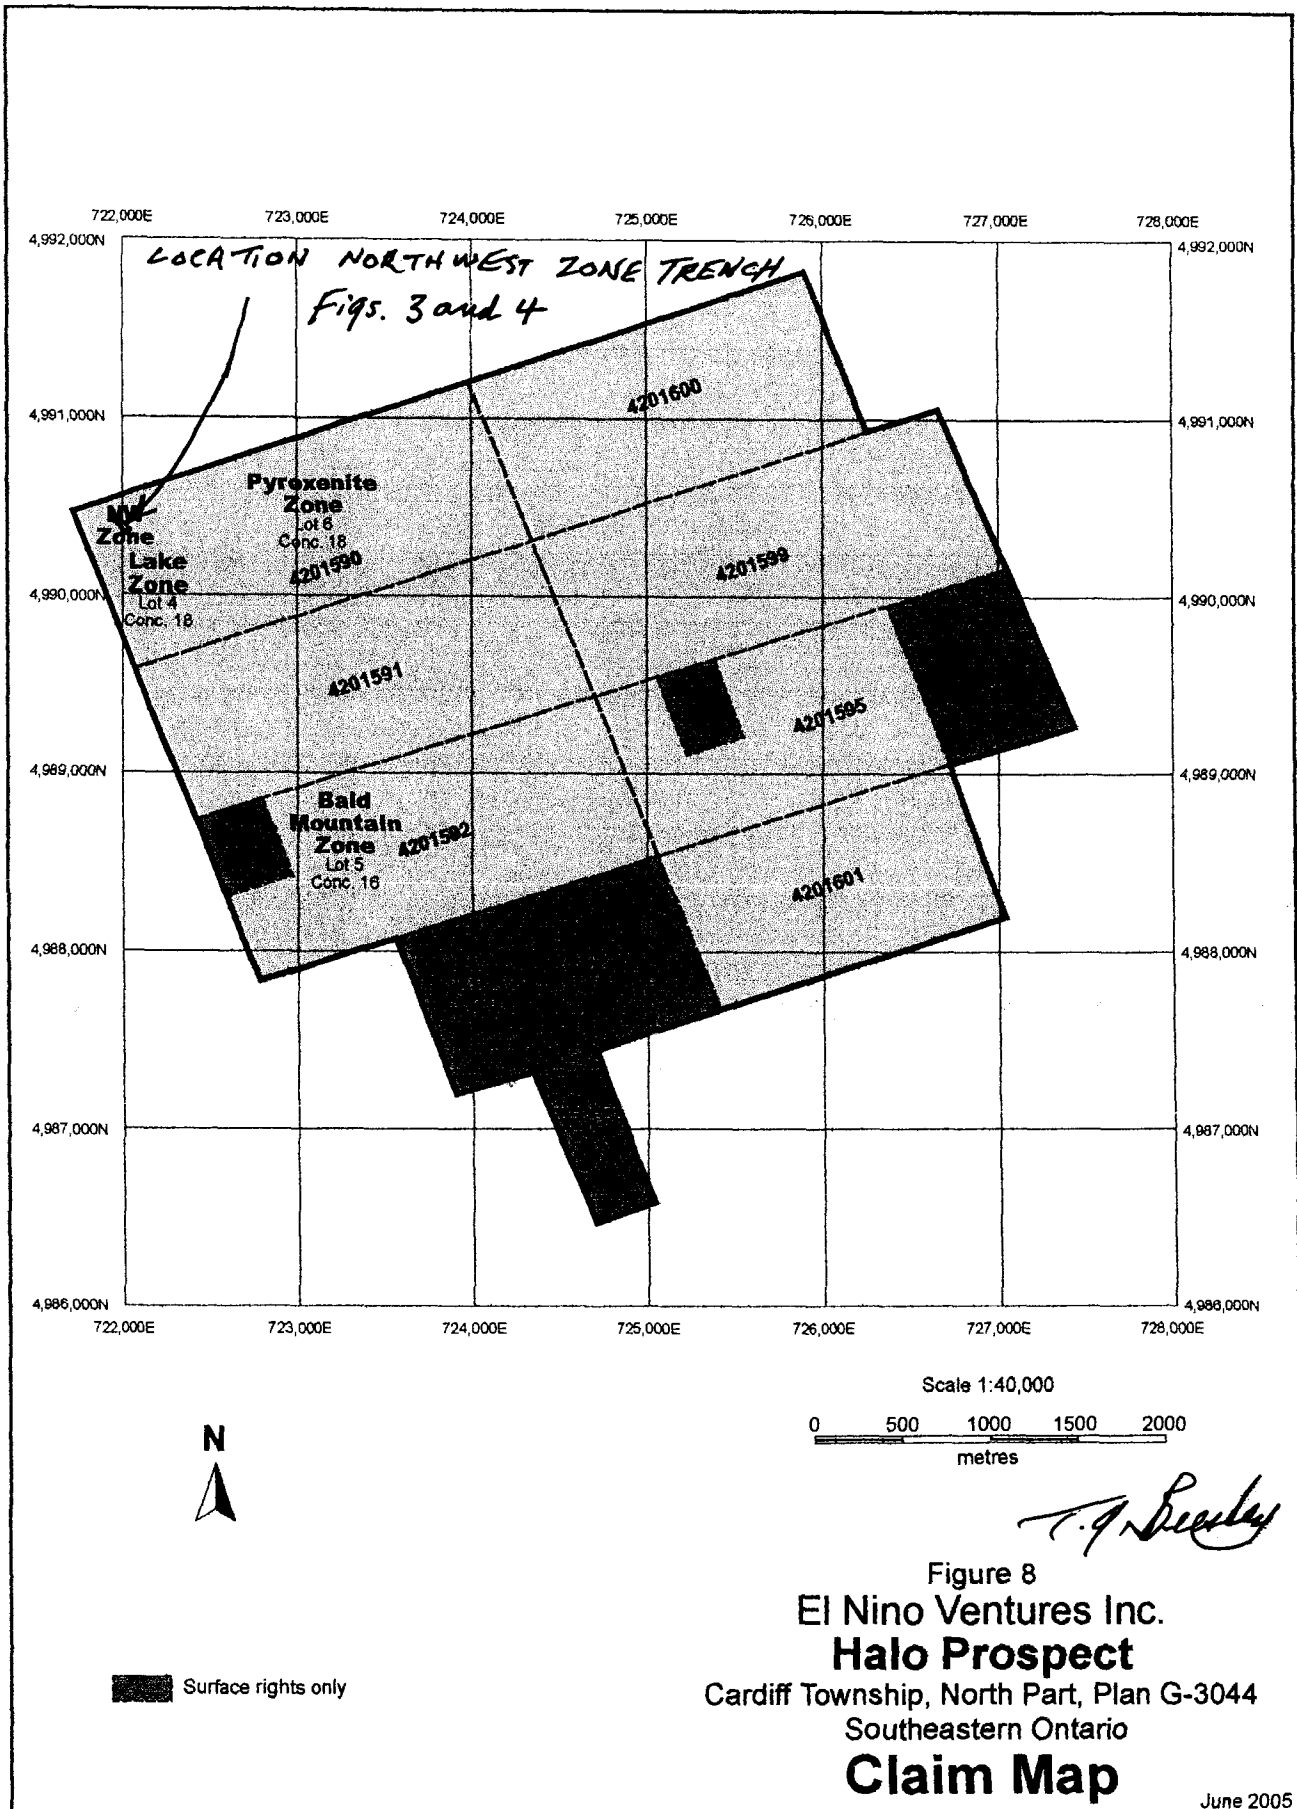 722,000E 723,000E 724,000E 725,000E 726,000E 727,000E 728,000E
4,992,000N 4,992,000N
LOCATION NORTHWEST ZONE TRENCH
Figs. 3 and 4
4201600
4,991,000N 4,991,000N
Pyroxenite
Zone
Lot 6
Conc. 18
4201590
NW
Zone
Lake
Zone
Lot 4
Conc. 18
4201599
4,990,000N 4,990,000N
4201591
4201595
4,989,000N 4,989,000N
Bald
Mountain
Zone
Lot 5
Conc. 16
4201592
4201601
4,988,000N 4,988,000N
4,987,000N 4,987,000N
4,986,000N 4,986,000N
722,000E 723,000E 724,000E 725,000E 726,000E 727,000E 728,000E
Scale 1:40,000
0 500 1000 1500 2000
metres
N
Figure 8
El Nino Ventures Inc.
Halo Prospect
Surface rights only
Cardiff Township, North Part, Plan G-3044
Southeastern Ontario
Claim Map
June 2005